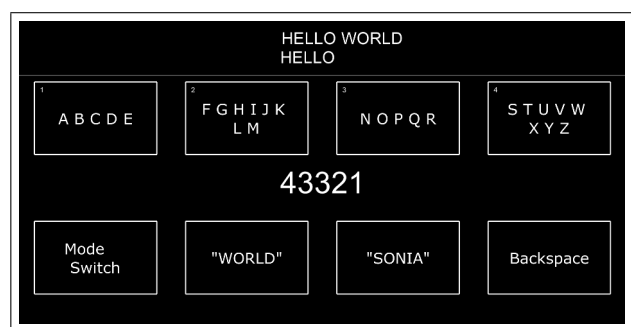 HELLO WORLD
HELLO
1
A B C D E
2
F G H I J K
L M
3
N O P Q R
4
S T U V W
X Y Z
43321
Mode
Switch
"WORLD"
"SONIA"
Backspace